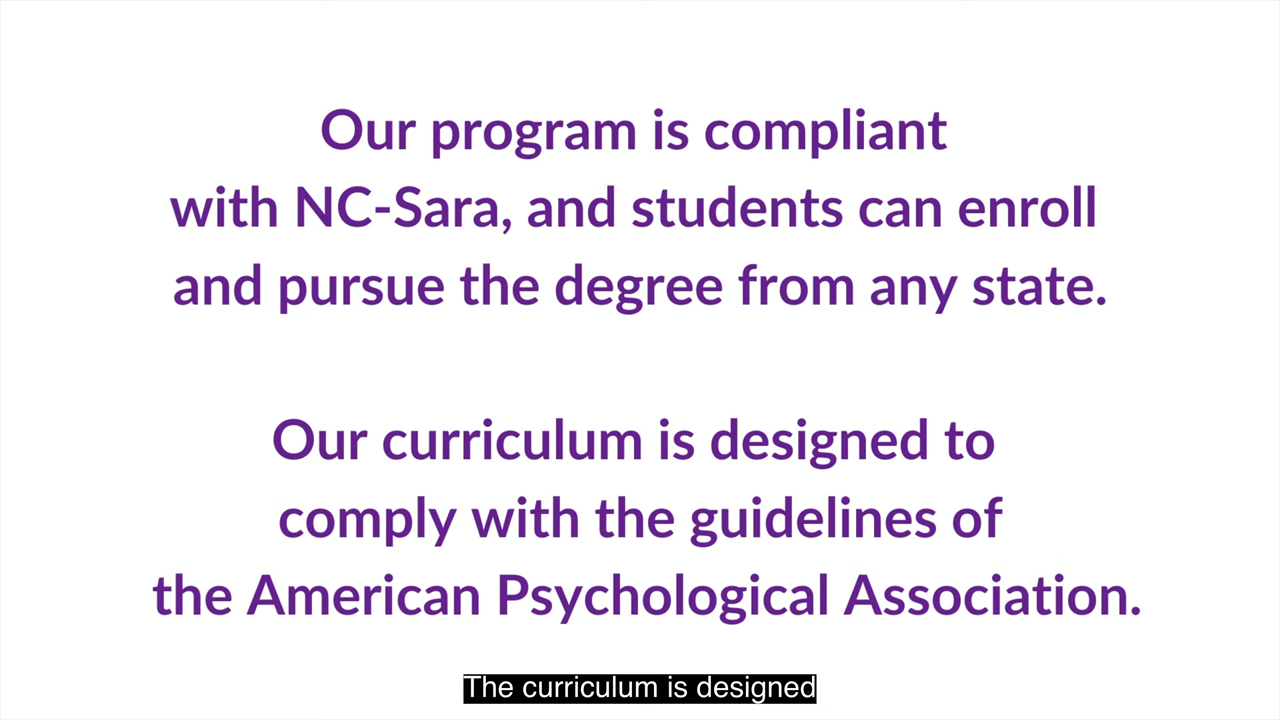 Our program is compliant
with NC-Sara, and students can enroll
and pursue the degree from any state.
Our curriculum is designed to
comply with the guidelines of
the American Psychological Association.
The curriculum is designed